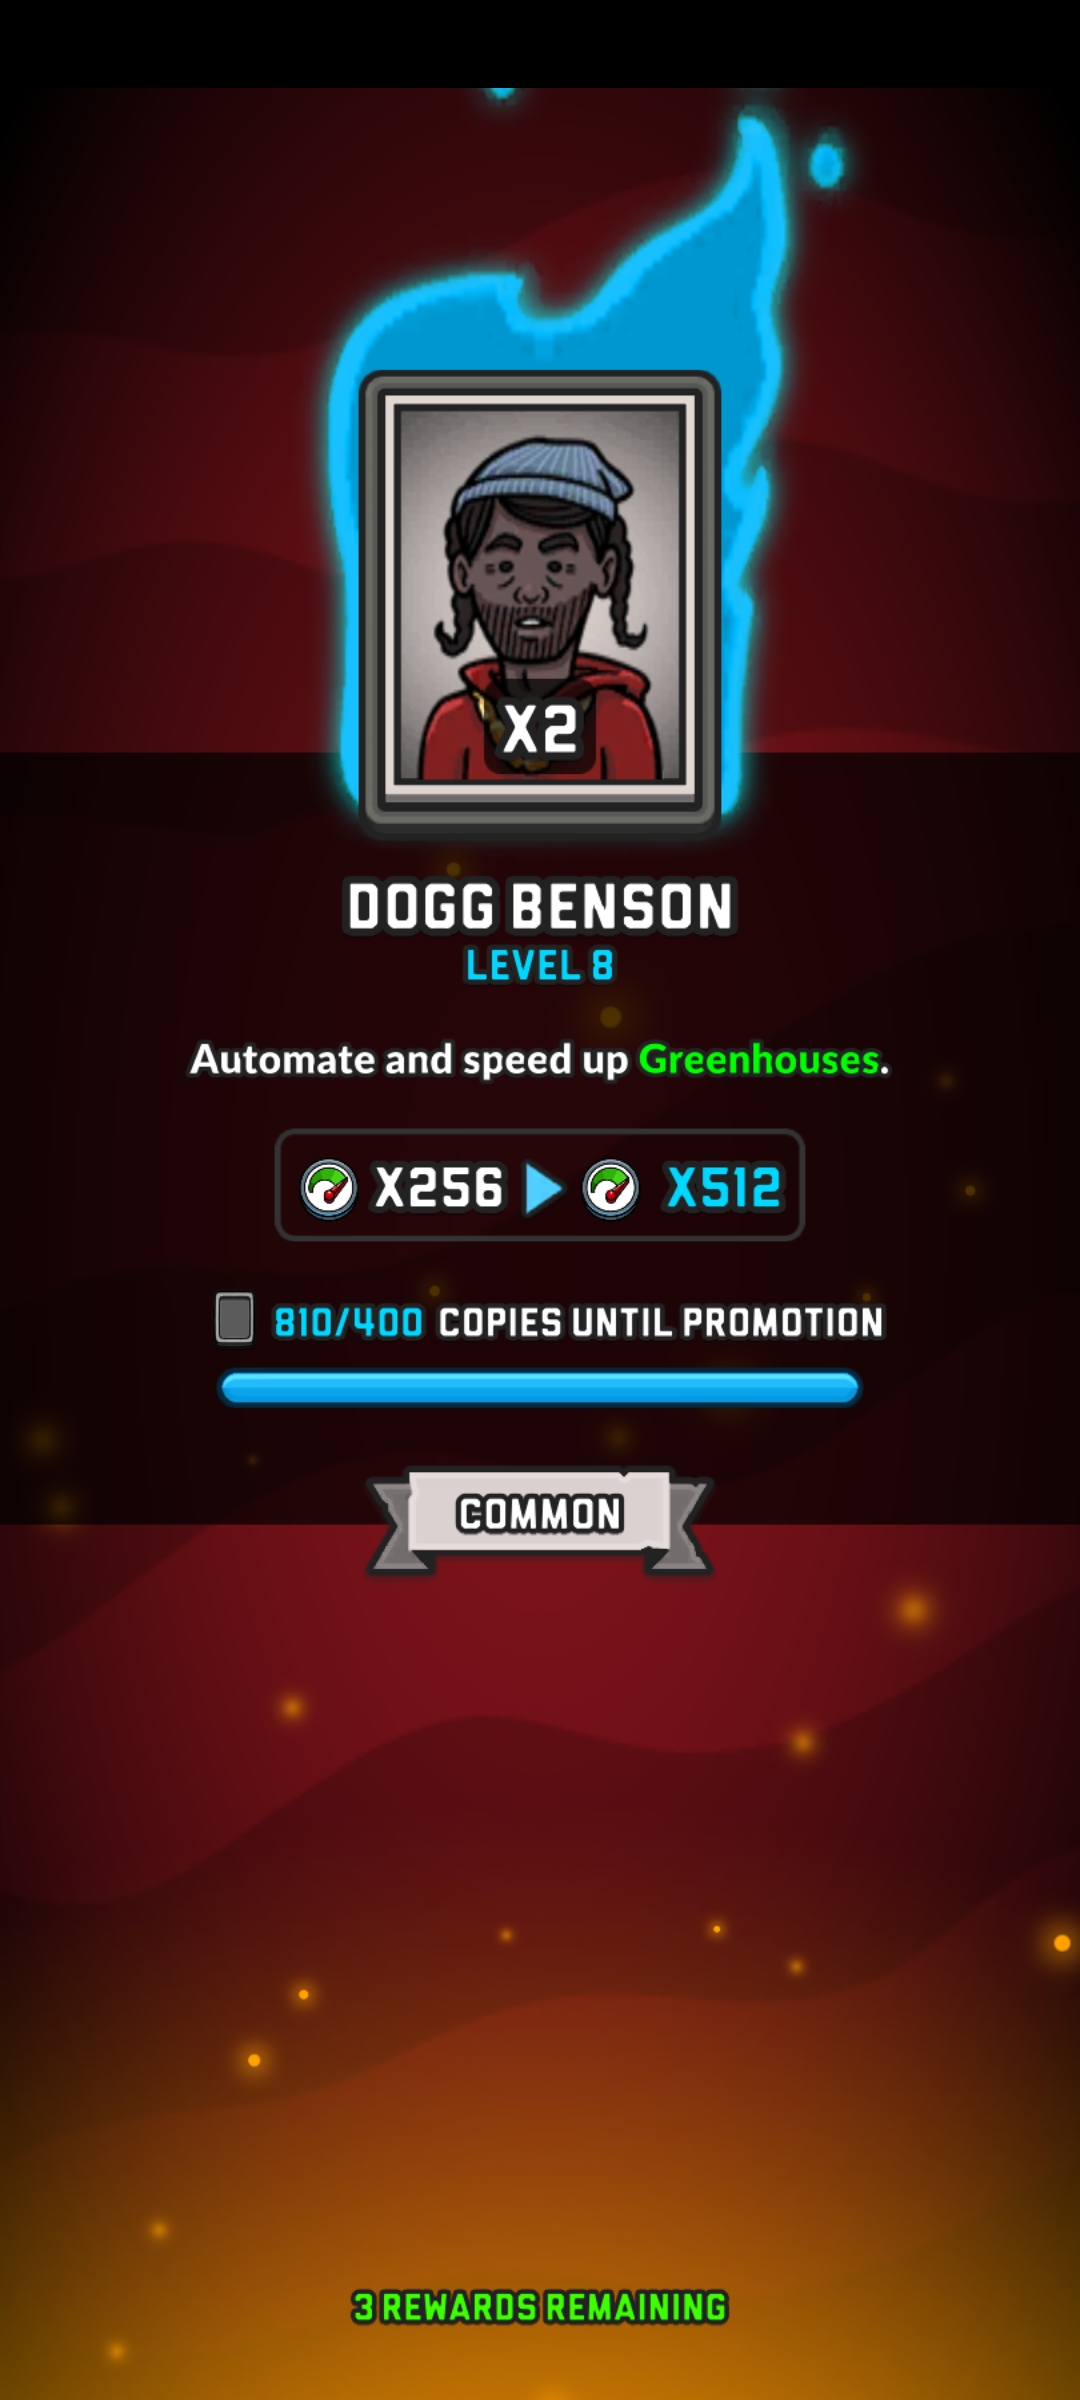 X2
DOGG BENSON
LEVEL 8
Automate and speed up Greenhouses.
X256 X512
810/400 COPIES UNTIL PROMOTION
COMMON
3 REWARDS REMAINING